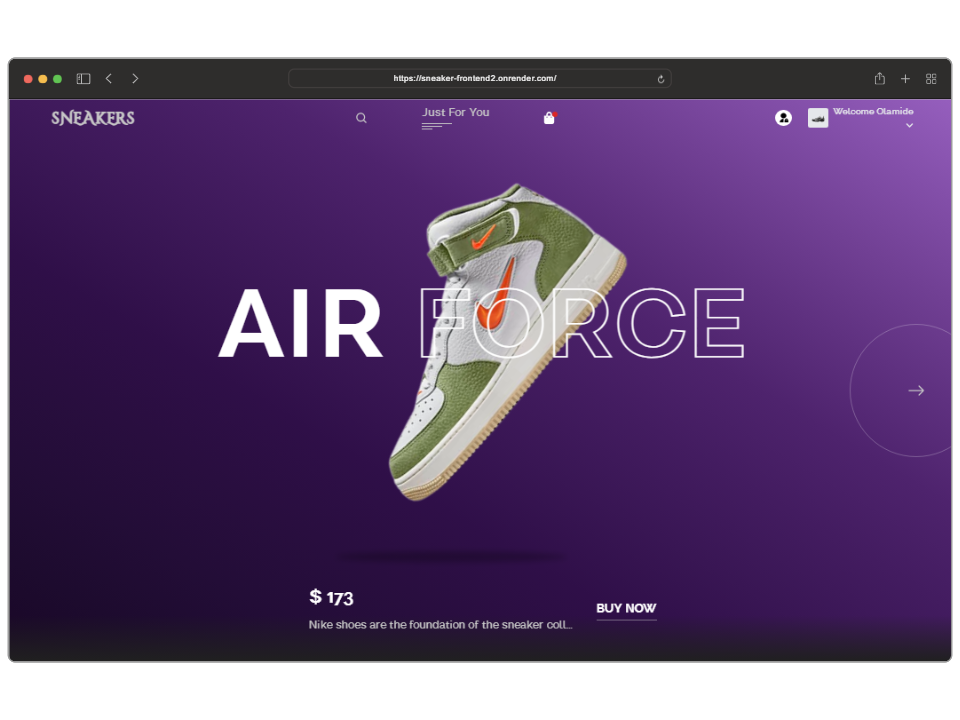 https://sneaker-frontend2.onrender.com/
SNEAKERS
Just For You
Welcome Olamide
AIR FORCE
$ 173
BUY NOW
Nike shoes are the foundation of the sneaker coll...